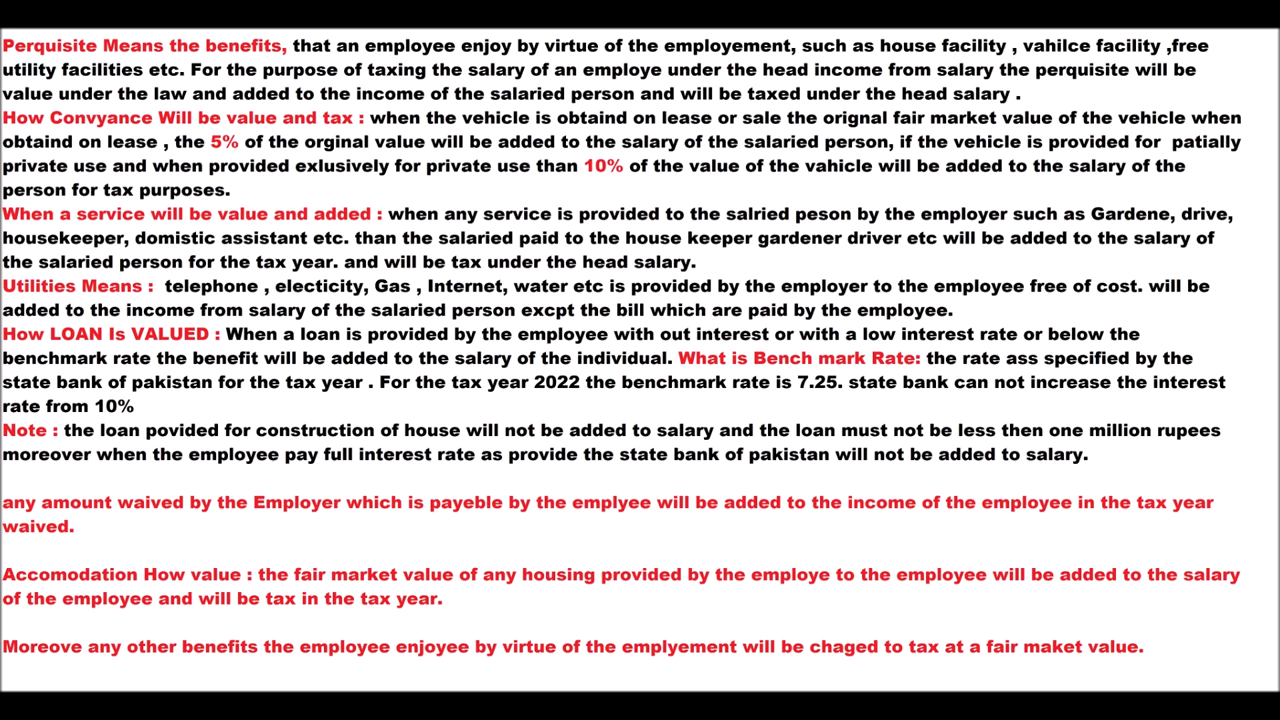 Perquisite Means the benefits, that an employee enjoy by virtue of the employement, such as house facility , vahilce facility ,free
utility facilities etc. For the purpose of taxing the salary of an employe under the head income from salary the perquisite will be
value under the law and added to the income of the salaried person and will be taxed under the head salary .
How Convyance Will be value and tax : when the vehicle is obtaind on lease or sale the orignal fair market value of the vehicle when
obtaind on lease , the 5% of the orginal value will be added to the salary of the salaried person, if the vehicle is provided for patially
private use and when provided exlusively for private use than 10% of the value of the vahicle will be added to the salary of the
person for tax purposes.
When a service will be value and added : when any service is provided to the salried peson by the employer such as Gardene, drive,
housekeeper, domistic assistant etc. than the salaried paid to the house keeper gardener driver etc will be added to the salary of
the salaried person for the tax year. and will be tax under the head salary.
Utilities Means : telephone , electicity, Gas , Internet, water etc is provided by the employer to the employee free of cost. will be
added to the income from salary of the salaried person excpt the bill which are paid by the employee.
How LOAN Is VALUED : When a loan is provided by the employee with out interest or with a low interest rate or below the
benchmark rate the benefit will be added to the salary of the individual. What is Bench mark Rate: the rate ass specified by the
state bank of pakistan for the tax year . For the tax year 2022 the benchmark rate is 7.25. state bank can not increase the interest
rate from 10%
Note : the loan povided for construction of house will not be added to salary and the loan must not be less then one million rupees
moreover when the employee pay full interest rate as provide the state bank of pakistan will not be added to salary.
any amount waived by the Employer which is payeble by the emplyee will be added to the income of the employee in the tax year
waived.
Accomodation How value : the fair market value of any housing provided by the employe to the employee will be added to the salary
of the employee and will be tax in the tax year.
Moreove any other benefits the employee enjoyee by virtue of the emplyement will be chaged to tax at a fair maket value.